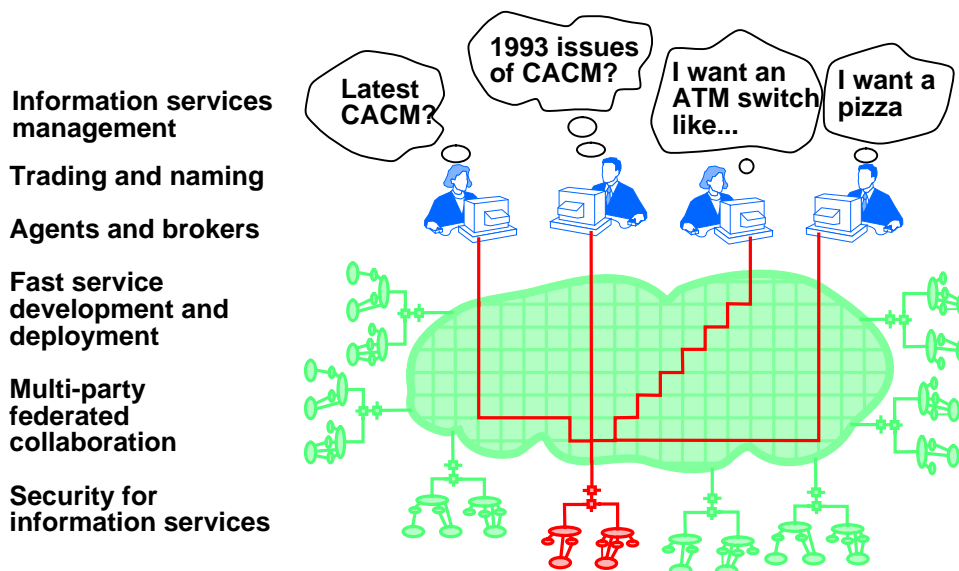 Information services
management
Trading and naming
Agents and brokers
Fast service
development and
deployment
Multi-party
federated
collaboration
Security for
information services
Latest
CACM?
1993 issues
of CACM?
I want an
ATM switch
like...
I want a
pizza